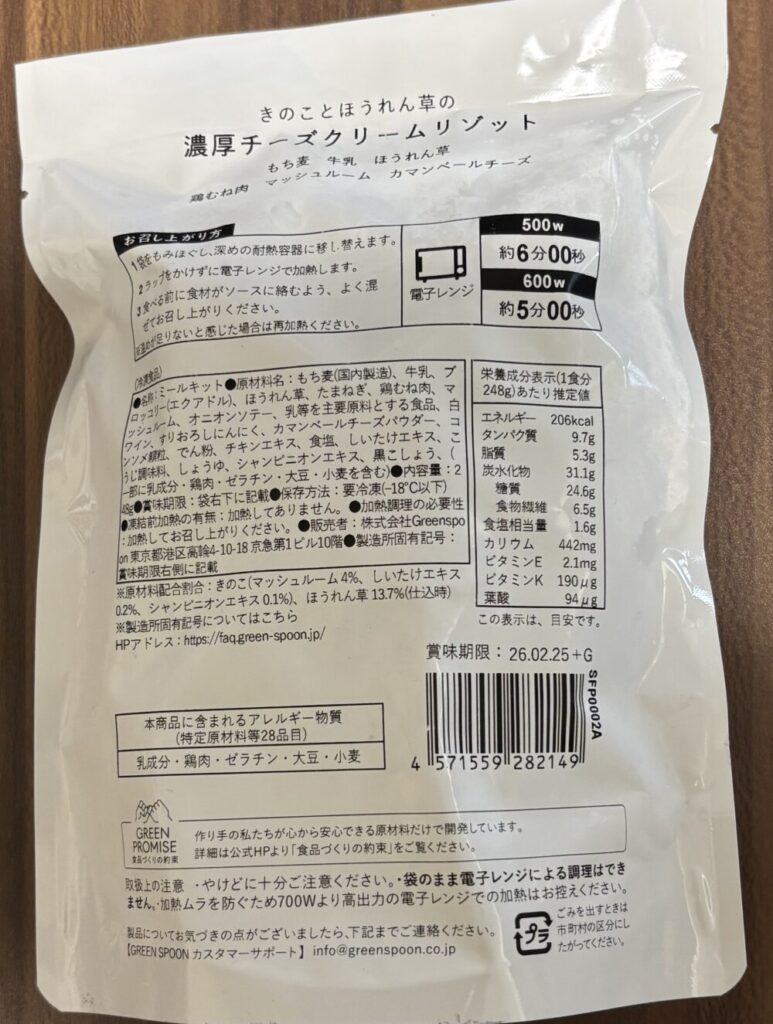 きのことほうれん草の
濃厚チーズクリームリゾット
もち麦 牛乳 ほうれん草
鶏むね肉 マッシュルーム カマンベールチーズ
お召し上がり方
1袋をもみほぐし、深めの耐熱容器に移し替えます。
2ラップをかけずに電子レンジで加熱します。
3食べる前に食材がソースに絡むよう、よく混
ぜてお召し上がりください。
※温めが足りないと感じた場合は再加熱ください。
電子レンジ
500w
約6分00秒
600w
約5分00秒
《冷凍食品》
●名称:ミールキット●原材料名:もち麦(国内製造)、牛乳、ブ
ロッコリー(エクアドル)、ほうれん草、たまねぎ、鶏むね肉、マ
ッシュルーム、オニオンソテー、乳等を主要原料とする食品、白
ワイン、すりおろしにんにく、カマンベールチーズパウダー、コ
ンソメ顆粒、でん粉、チキンエキス、食塩、しいたけエキス、こ
うじ調味料、しょうゆ、シャンピニオンエキス、黒こしょう、(
一部に乳成分・鶏肉・ゼラチン・大豆・小麦を含む)●内容量:2
48g●賞味期限:袋右下に記載●保存方法:要冷凍(-18℃以下)
●凍結前加熱の有無:加熱してありません。●加熱調理の必要性
:加熱してお召し上がりください。●販売者:株式会社Greenspo
on 東京都港区高輪4-10-18 京急第1ビル10階●製造所固有記号:
賞味期限右側に記載
※原材料配合割合:きのこ(マッシュルーム 4%、しいたけエキス
0.2%、シャンピニオンエキス 0.1%)、ほうれん草 13.7%(仕込時)
※製造所固有記号についてはこちら
HPアドレス:https://faq.green-spoon.jp/
栄養成分表示(1食分
248g)あたり推定値
エネルギー 206kcal
タンパク質 9.7g
脂質 5.3g
炭水化物 31.1g
糖質 24.6g
食物繊維 6.5g
食塩相当量 1.6g
カリウム 442mg
ビタミンE 2.1mg
ビタミンK 190μg
葉酸 94μg
この表示は、目安です。
賞味期限:26.02.25+G
SFP0002A
4 571559 282149
本商品に含まれるアレルギー物質
(特定原材料等28品目)
乳成分・鶏肉・ゼラチン・大豆・小麦
GREEN
PROMISE
食品づくりの約束
作り手の私たちが心から安心できる原材料だけで開発しています。
詳細は公式HPより「食品づくりの約束」をご覧ください。
取扱上の注意 ・やけどに十分ご注意ください。・袋のまま電子レンジによる調理はでき
ません。・加熱ムラを防ぐため700Wより高出力の電子レンジでの加熱はお控えください。
製品についてお気づきの点がございましたら、下記までご連絡ください。
【GREEN SPOON カスタマーサポート】 info@greenspoon.co.jp
プラ
ごみを出すときは
市町村の区分にし
たがってください。